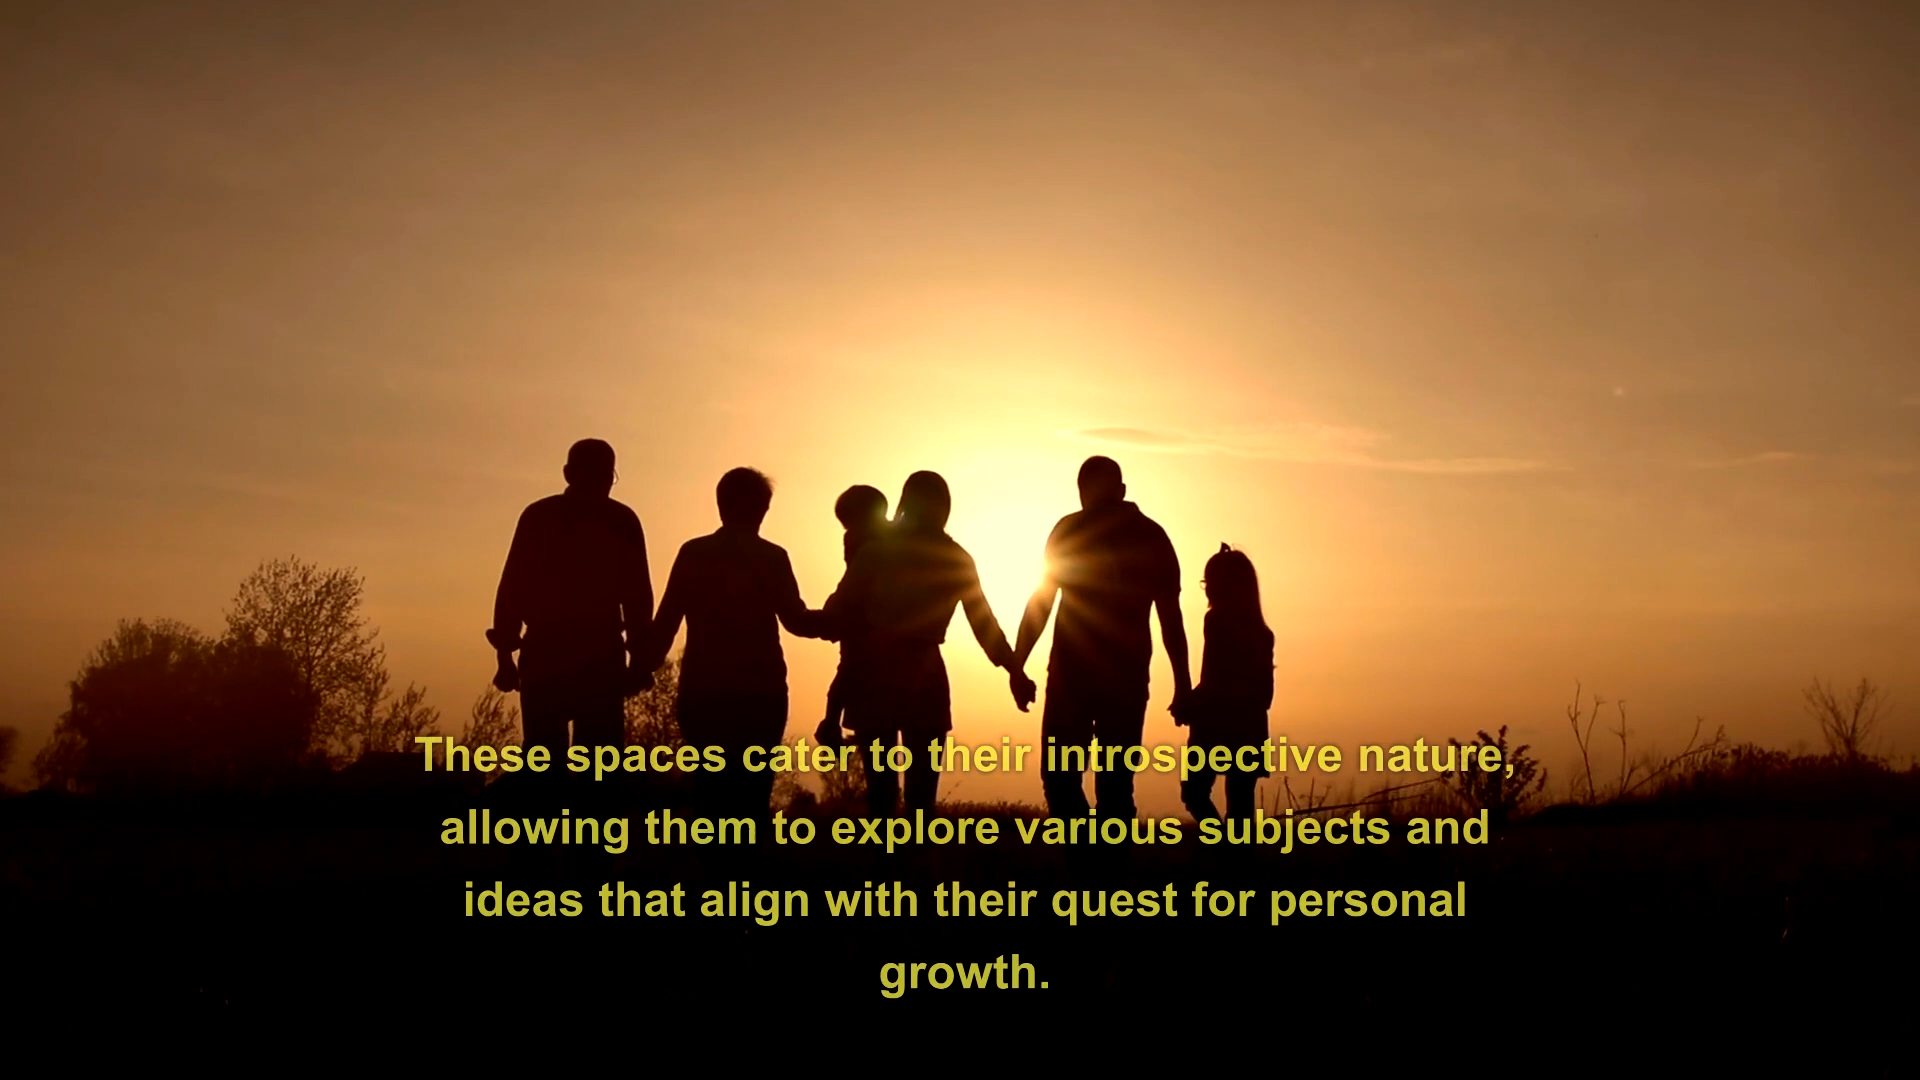 These spaces cater to their introspective nature,
allowing them to explore various subjects and
ideas that align with their quest for personal
growth.